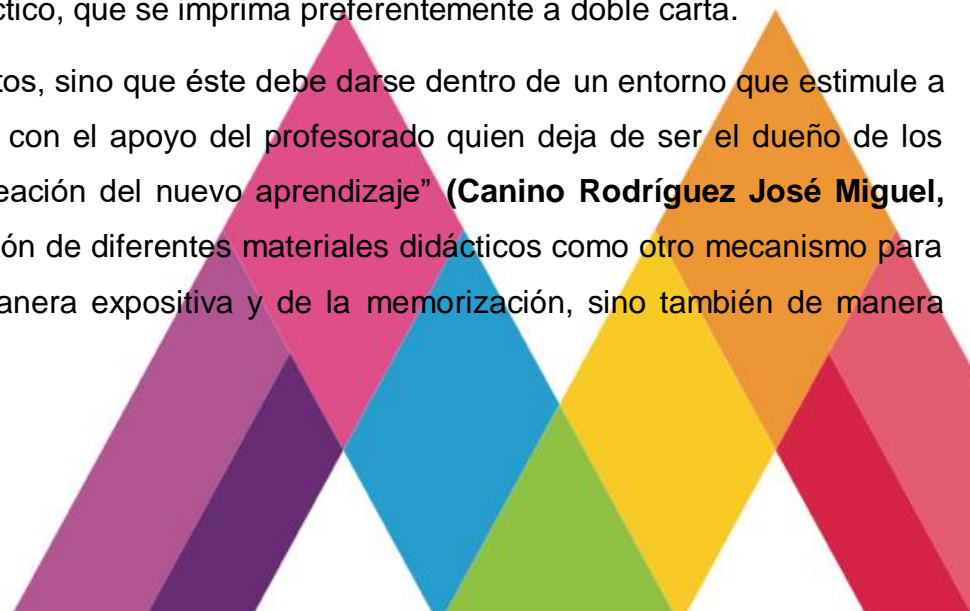 ctico, que se imprima preferentemente a doble carta.
tos, sino que éste debe darse dentro de un entorno que estimule a
con el apoyo del profesorado quien deja de ser el dueño de los
eación del nuevo aprendizaje” (Canino Rodríguez José Miguel,
ón de diferentes materiales didácticos como otro mecanismo para
anera expositiva y de la memorización, sino también de manera